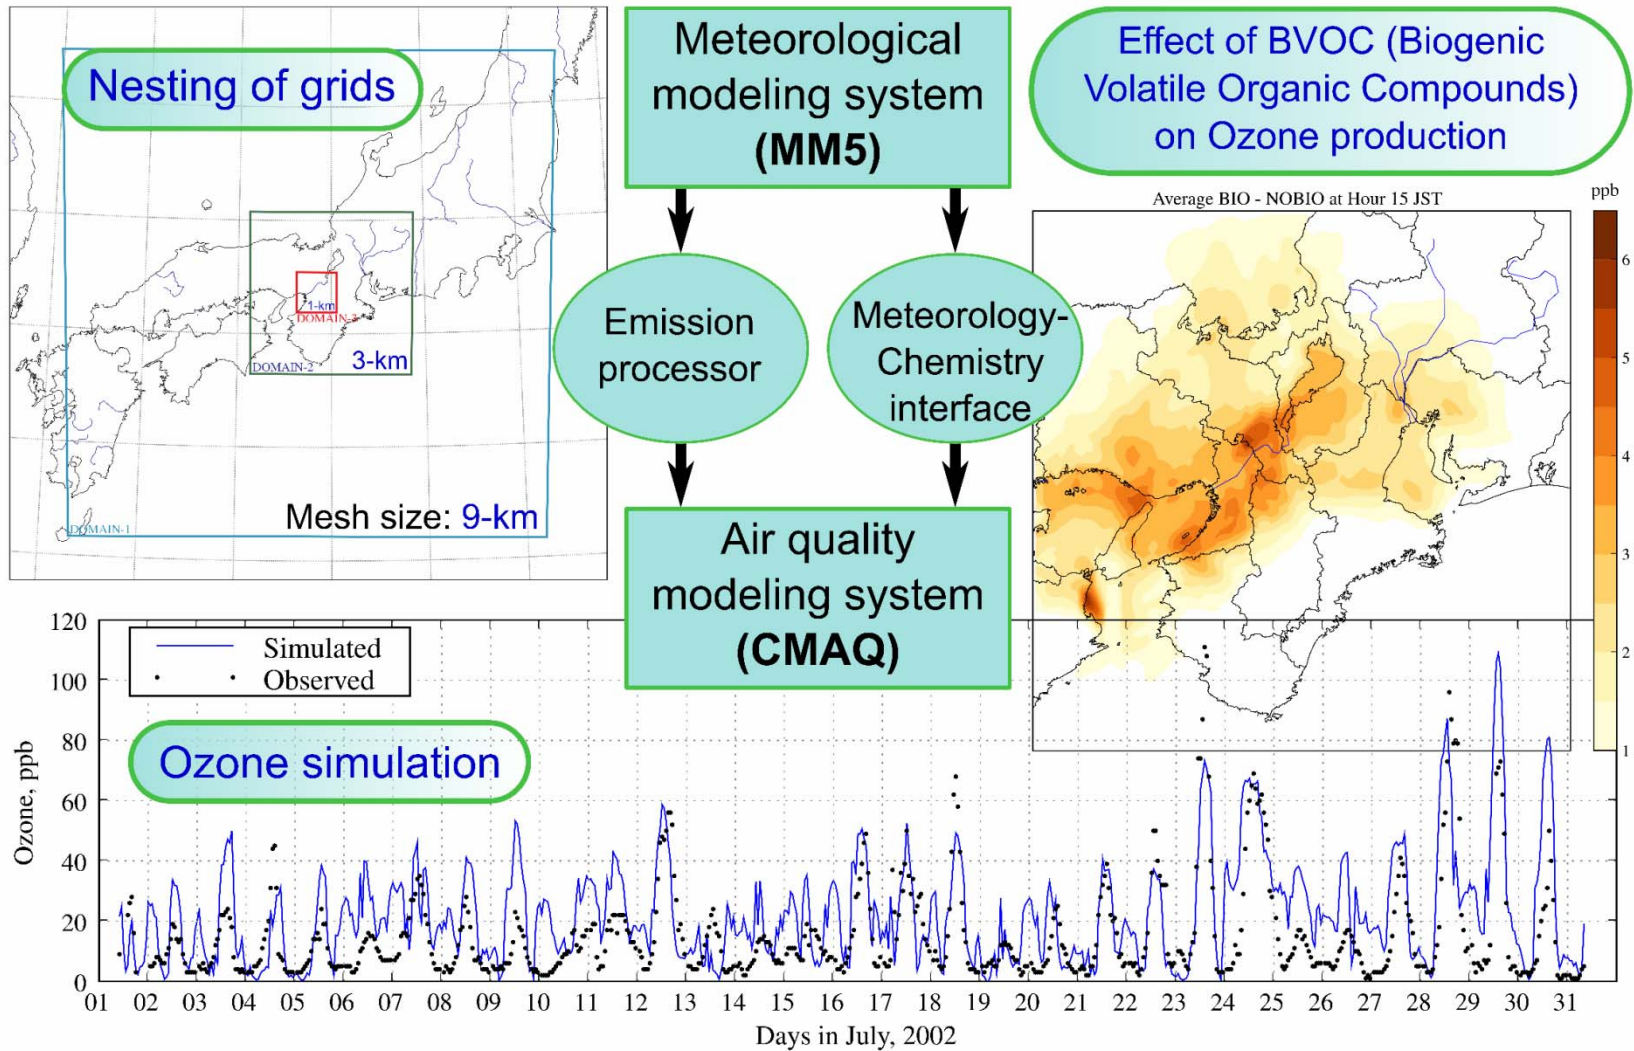 Nesting of grids
1-km
DOMAIN-3
DOMAIN-2
3-km
Mesh size: 9-km
DOMAIN-1
Meteorological
modeling system
(MM5)
Emission
processor
Meteorology-
Chemistry
interface
Air quality
modeling system
(CMAQ)
Effect of BVOC (Biogenic
Volatile Organic Compounds)
on Ozone production
Average BIO - NOBIO at Hour 15 JST
ppb
6
5
4
3
2
1
Simulated
Observed
Ozone simulation
Ozone, ppb
120
100
80
60
40
20
0
01 02 03 04 05 06 07 08 09 10 11 12 13 14 15 16 17 18 19 20 21 22 23 24 25 26 27 28 29 30 31
Days in July, 2002